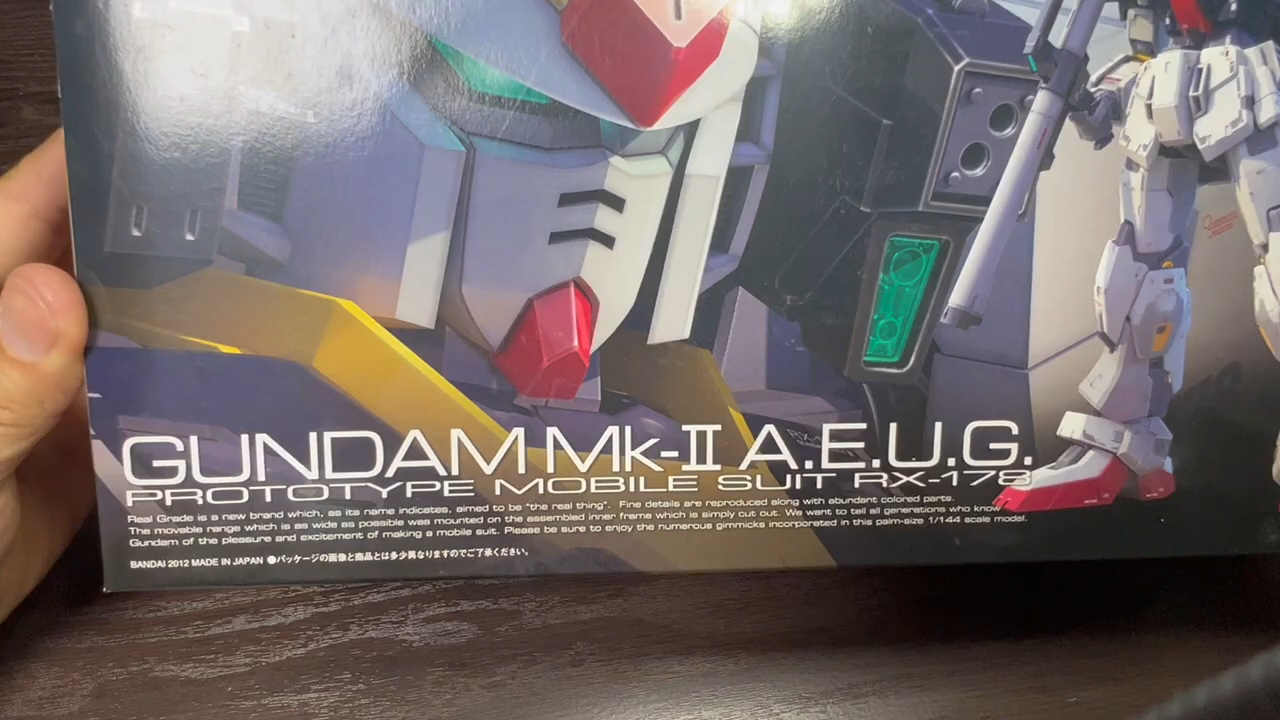 GUNDAM Mk-II A.E.U.G.
PROTOTYPE MOBILE SUIT RX-178
Real Grade is a new brand which, as its name indicates, aimed to be "the real thing". Fine details are reproduced along with abundant colored parts.
The movable range which is as wide as possible was mounted on the assembled inner frame which is simply cut out. We want to tell all generations who know
Gundam of the pleasure and excitement of making a mobile suit. Please be sure to enjoy the numerous gimmicks incorporated in this palm-size 1/144 scale model.
BANDAI 2012 MADE IN JAPAN ●パッケージの画像と商品とは多少異なりますのでご了承ください。